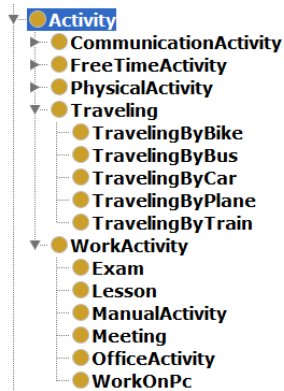 Activity
CommunicationActivity
FreeTimeActivity
PhysicalActivity
Traveling
TravelingByBike
TravelingByBus
TravelingByCar
TravelingByPlane
TravelingByTrain
WorkActivity
Exam
Lesson
ManualActivity
Meeting
OfficeActivity
WorkOnPc